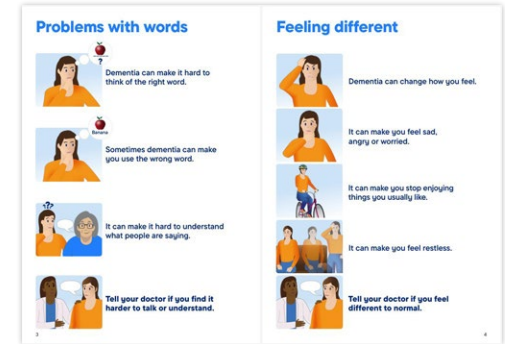 Problems with words
?
Dementia can make it hard to
think of the right word.
Banana
Sometimes dementia can make
you use the wrong word.
?
It can make it hard to understand
what people are saying.
Tell your doctor if you find it
harder to talk or understand.
3
Feeling different
Dementia can change how you feel.
It can make you feel sad,
angry or worried.
It can make you stop enjoying
things you usually like.
It can make you feel restless.
Tell your doctor if you feel
different to normal.
4